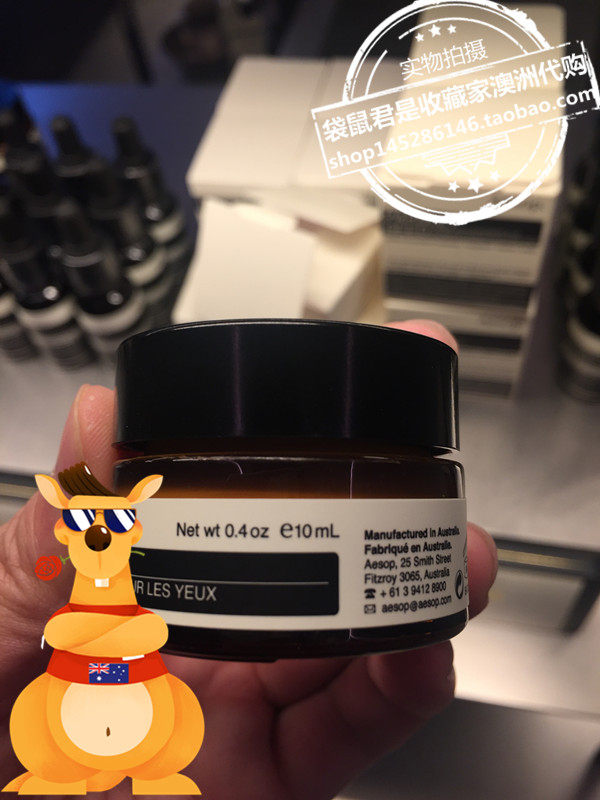 实物拍摄
袋鼠君是收藏家澳洲代购
shop145286146.taobao.com
Net wt 0.4 oz ℮10 mL
LES YEUX
Manufactured in Australia.
Fabriqué en Australie.
Aesop, 25 Smith Street
Fitzroy 3065, Australia
☎ + 61 3 9412 8900
✉ aesop@aesop.com